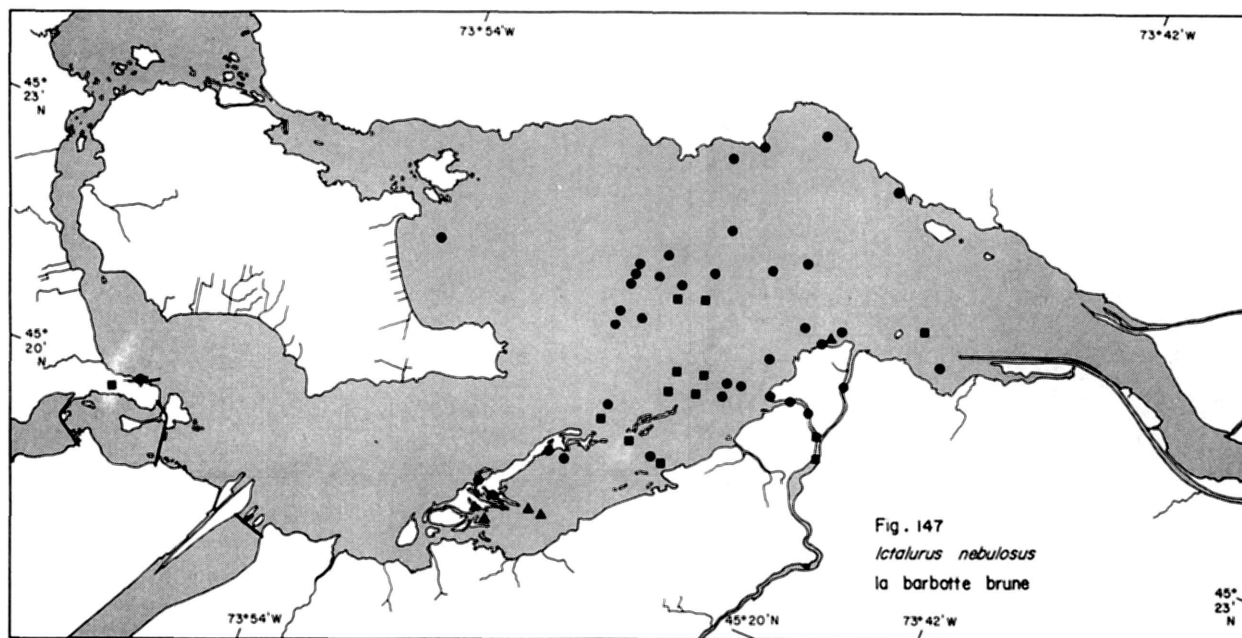 73°54'W
73°42'W
45°
23'
N
45°
20'
N
Fig. 147
Ictalurus nebulosus
la barbotte brune
73°54'W
45°20'W
73°42'W
45°
23'
N